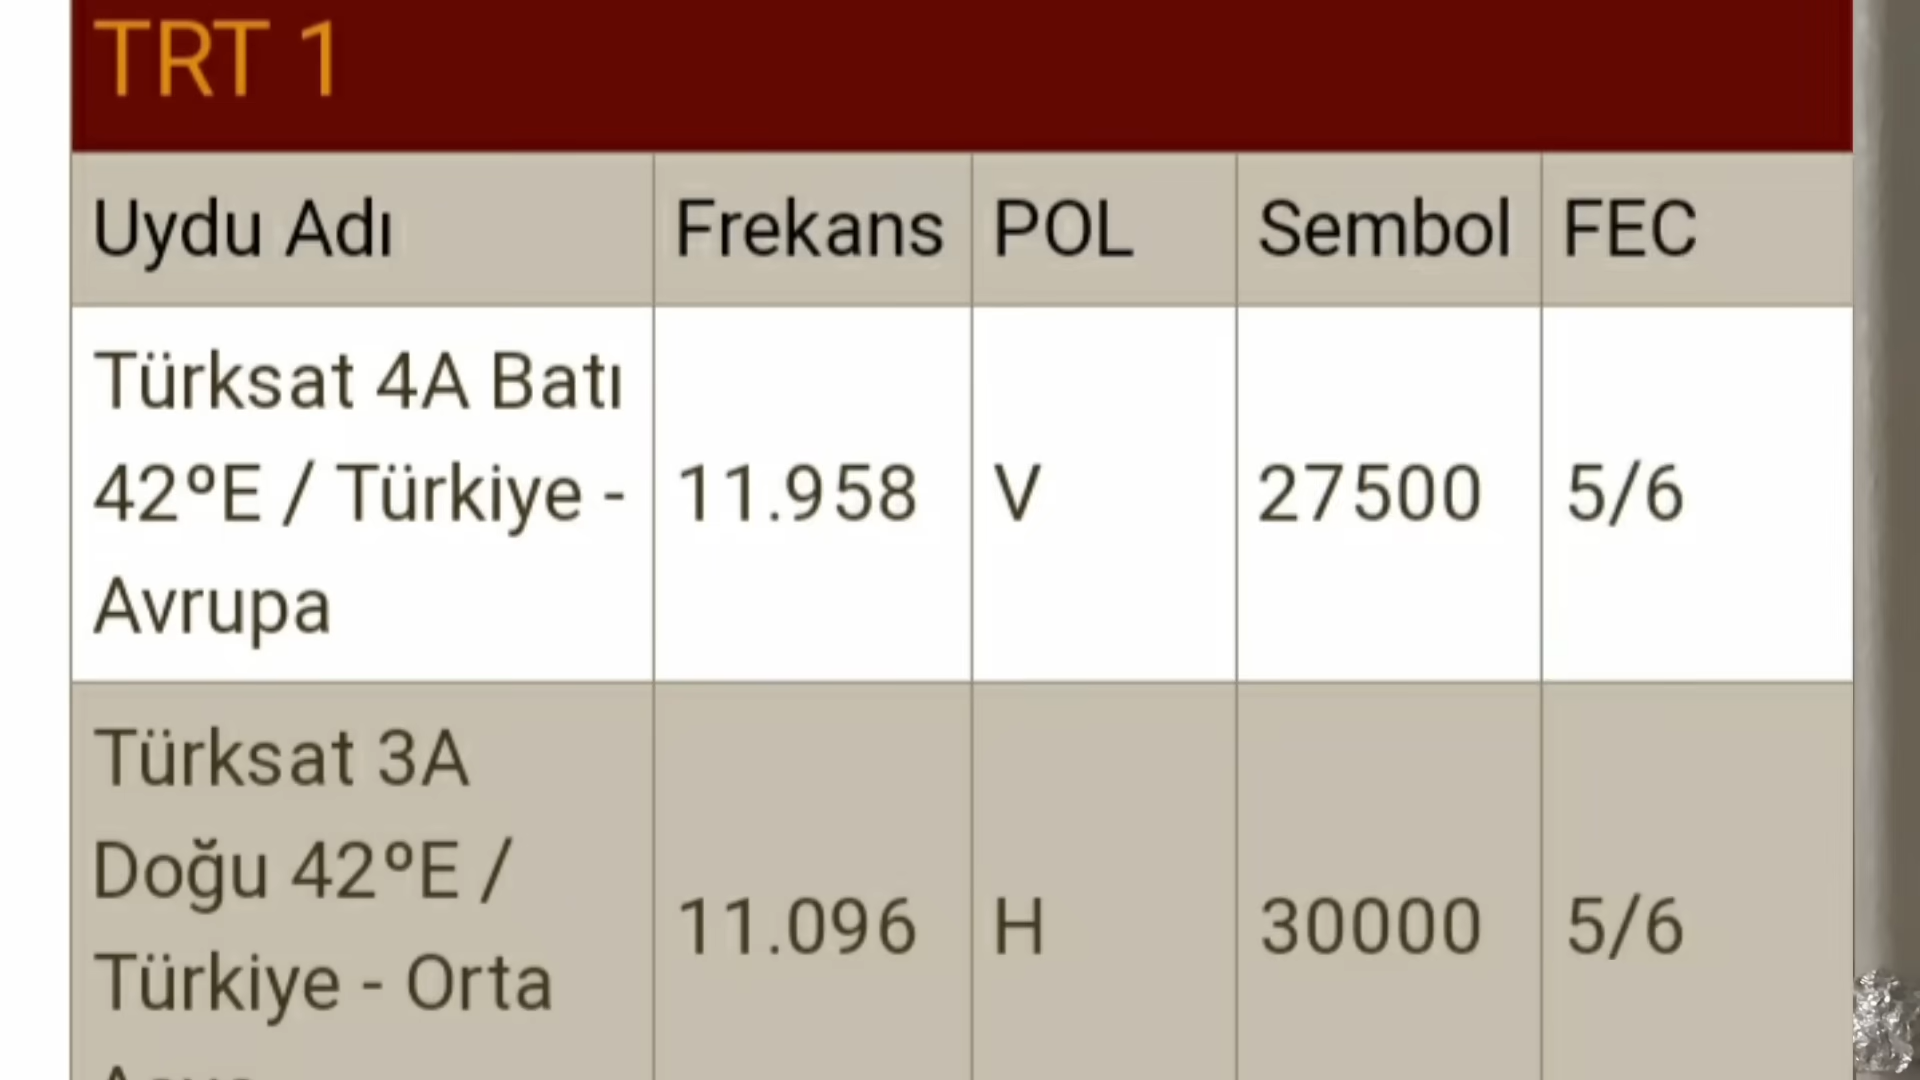 TRT 1
Uydu Adı Frekans POL Sembol FEC
Türksat 4A Batı
42ºE / Türkiye -
Avrupa
11.958 V 27500 5/6
Türksat 3A
Doğu 42ºE /
Türkiye - Orta
11.096 H 30000 5/6